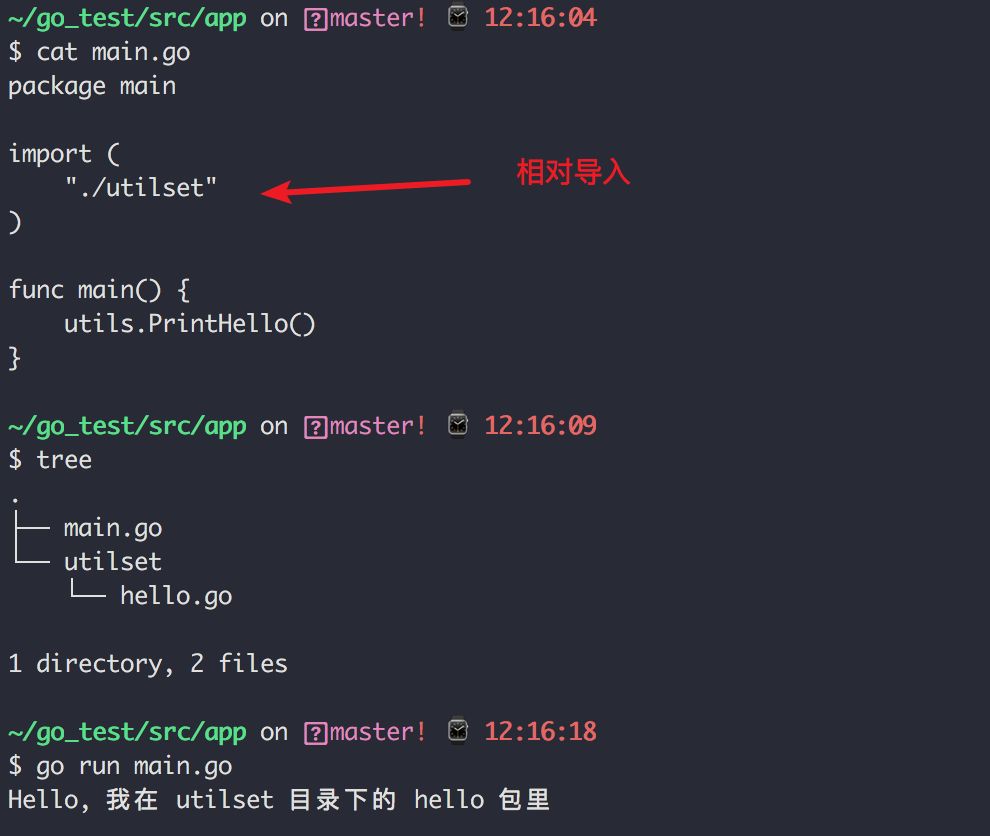 ~/go_test/src/app on ?master! ⌚ 12:16:04
$ cat main.go
package main
import (
"./utilset"
相对导入
)
func main() {
utils.PrintHello()
}
~/go_test/src/app on ?master! ⌚ 12:16:09
$ tree
.
├── main.go
└── utilset
    └── hello.go
1 directory, 2 files
~/go_test/src/app on ?master! ⌚ 12:16:18
$ go run main.go
Hello, 我在 utilset 目录下的 hello 包里